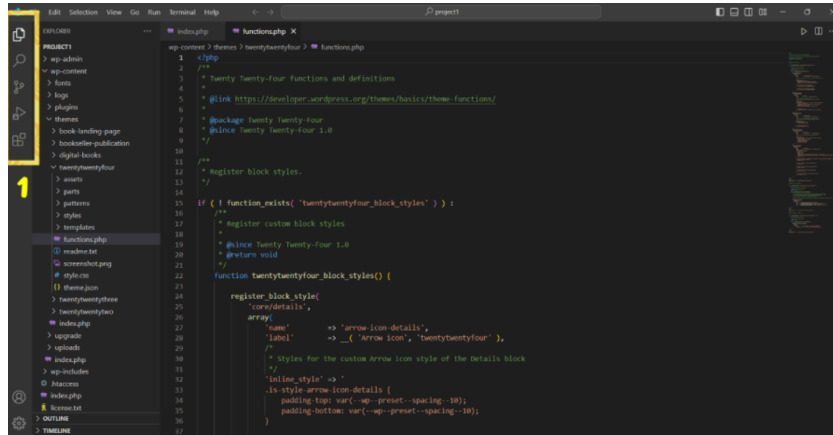 Edit Selection View Go Run Terminal Help
project1
EXPLORER
PROJECT1
wp-admin
wp-content
fonts
logs
plugins
themes
book-landing-page
bookseller-publication
digital-books
twentytwentyfour
assets
parts
patterns
styles
templates
functions.php
readme.txt
screenshot.png
# style.css
{} theme.json
twentytwentythree
twentytwentytwo
index.php
upgrade
uploads
index.php
wp-includes
.htaccess
index.php
license.txt
OUTLINE
TIMELINE
1
index.php functions.php X
wp-content > themes > twentytwentyfour > functions.php
1 <?php
2 /**
3 * Twenty Twenty-Four functions and definitions
4 *
5 * @link https://developer.wordpress.org/themes/basics/theme-functions/
6 *
7 * @package Twenty Twenty-Four
8 * @since Twenty Twenty-Four 1.0
9 */
10
11 /**
12 * Register block styles.
13 */
14
15 if ( ! function_exists( 'twentytwentyfour_block_styles' ) ) :
16 /**
17 * Register custom block styles
18 *
19 * @since Twenty Twenty-Four 1.0
20 * @return void
21 */
22 function twentytwentyfour_block_styles() {
23
24 register_block_style(
25 'core/details',
26 array(
27 'name' => 'arrow-icon-details',
28 'label' => __( 'Arrow icon', 'twentytwentyfour' ),
29 /*
30 * Styles for the custom Arrow icon style of the Details block
31 */
32 'inline_style' => '
33 .is-style-arrow-icon-details {
34 padding-top: var(--wp--preset--spacing--10);
35 padding-bottom: var(--wp--preset--spacing--10);
36 }
37